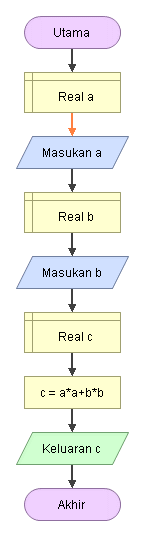 Utama
Real a
Masukan a
Real b
Masukan b
Real c
c = a*a+b*b
Keluaran c
Akhir